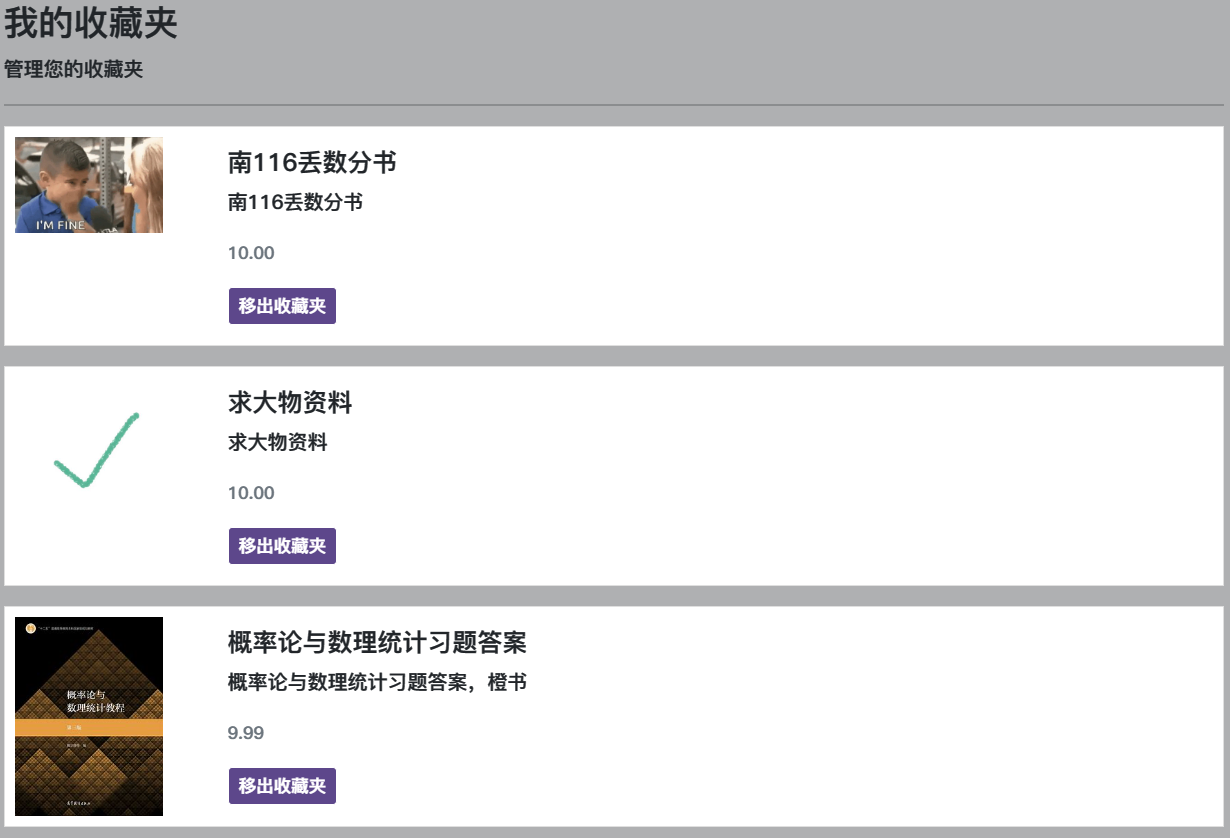 我的收藏夹
管理您的收藏夹
I'M FINE
南116丢数分书
南116丢数分书
10.00
移出收藏夹
求大物资料
求大物资料
10.00
移出收藏夹
概率论与
数理统计教程
概率论与数理统计习题答案
概率论与数理统计习题答案，橙书
9.99
移出收藏夹